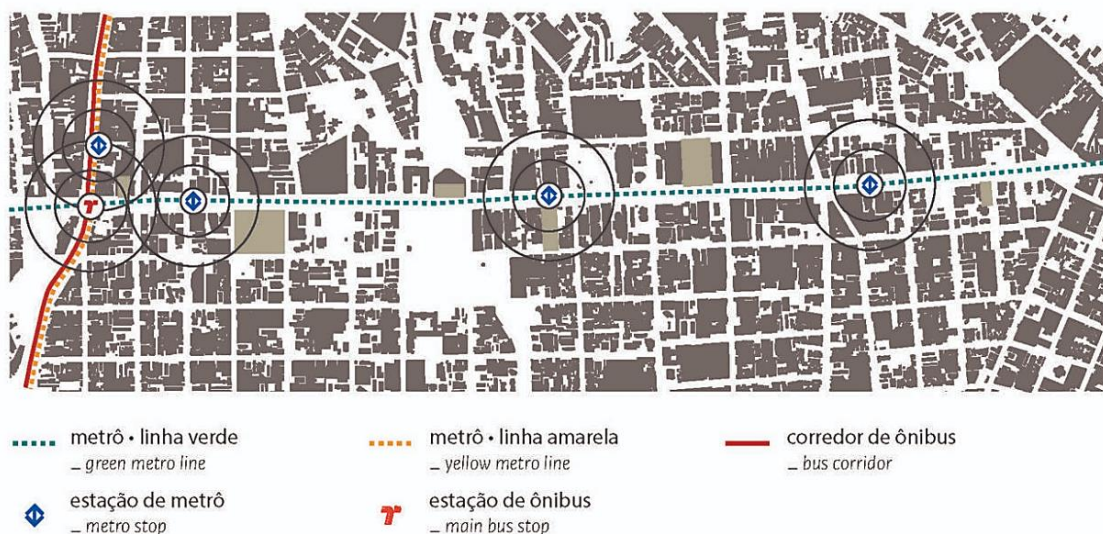 metrô • linha verde
_ green metro line
metrô • linha amarela
_ yellow metro line
corredor de ônibus
_ bus corridor
estação de metrô
_ metro stop
estação de ônibus
_ main bus stop